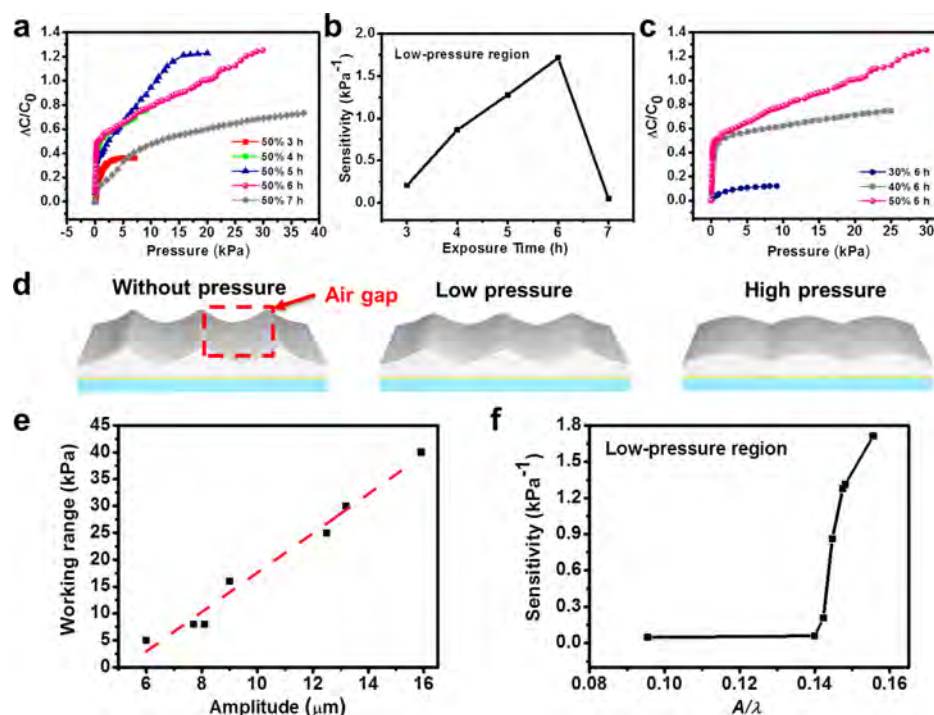 a
ΔC/C0
1.4
1.2
1.0
0.8
0.6
0.4
0.2
0.0
50% 3 h
50% 4 h
50% 5 h
50% 6 h
50% 7 h
-5 0 5 10 15 20 25 30 35 40
Pressure (kPa)
b
Sensitivity (kPa-1)
2.0
1.5
1.0
0.5
0.0
Low-pressure region
3 4 5 6 7
Exposure Time (h)
c
ΔC/C0
1.4
1.2
1.0
0.8
0.6
0.4
0.2
0.0
30% 6 h
40% 6 h
50% 6 h
0 5 10 15 20 25 30
Pressure (kPa)
d
Without pressure
Air gap
Low pressure
High pressure
e
Working range (kPa)
45
40
35
30
25
20
15
10
5
0
6 8 10 12 14 16
Amplitude (μm)
f
Sensitivity (kPa-1)
1.8
1.5
1.2
0.9
0.6
0.3
0.0
Low-pressure region
0.08 0.10 0.12 0.14 0.16
A/λ